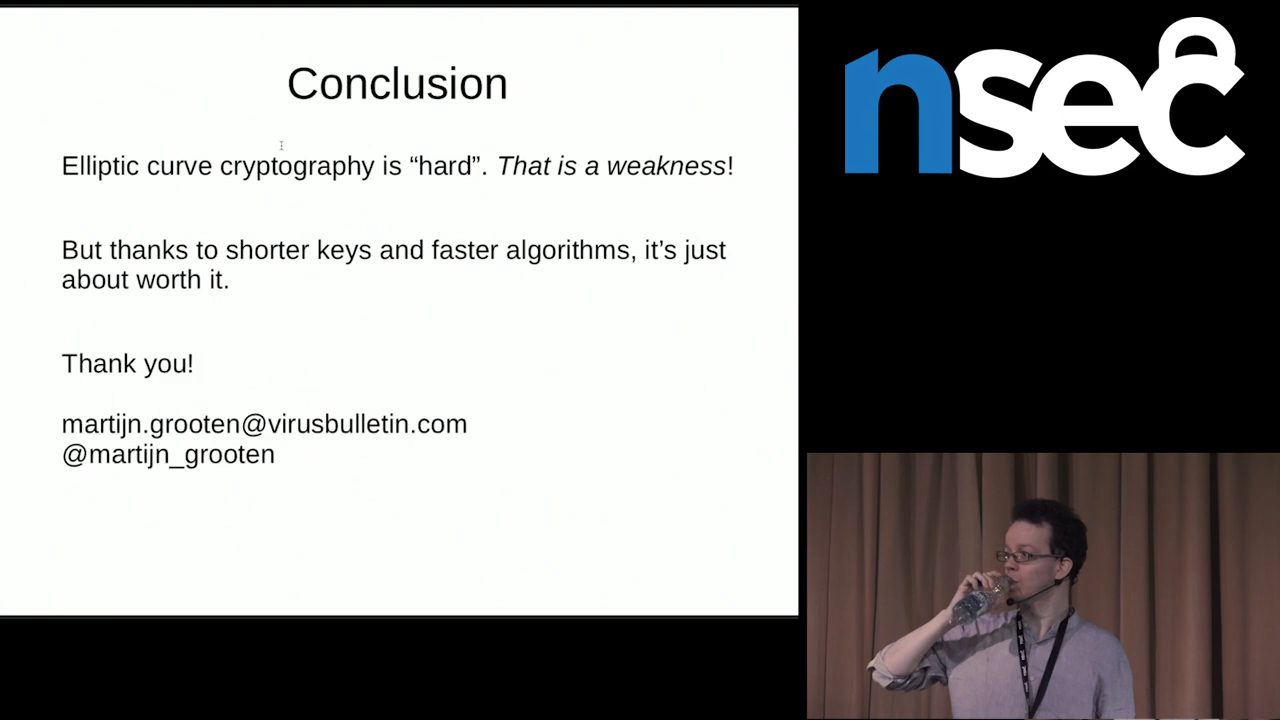 Conclusion
Elliptic curve cryptography is “hard”. That is a weakness!
But thanks to shorter keys and faster algorithms, it’s just
about worth it.
Thank you!
martijn.grooten@virusbulletin.com
@martijn_grooten
nsec